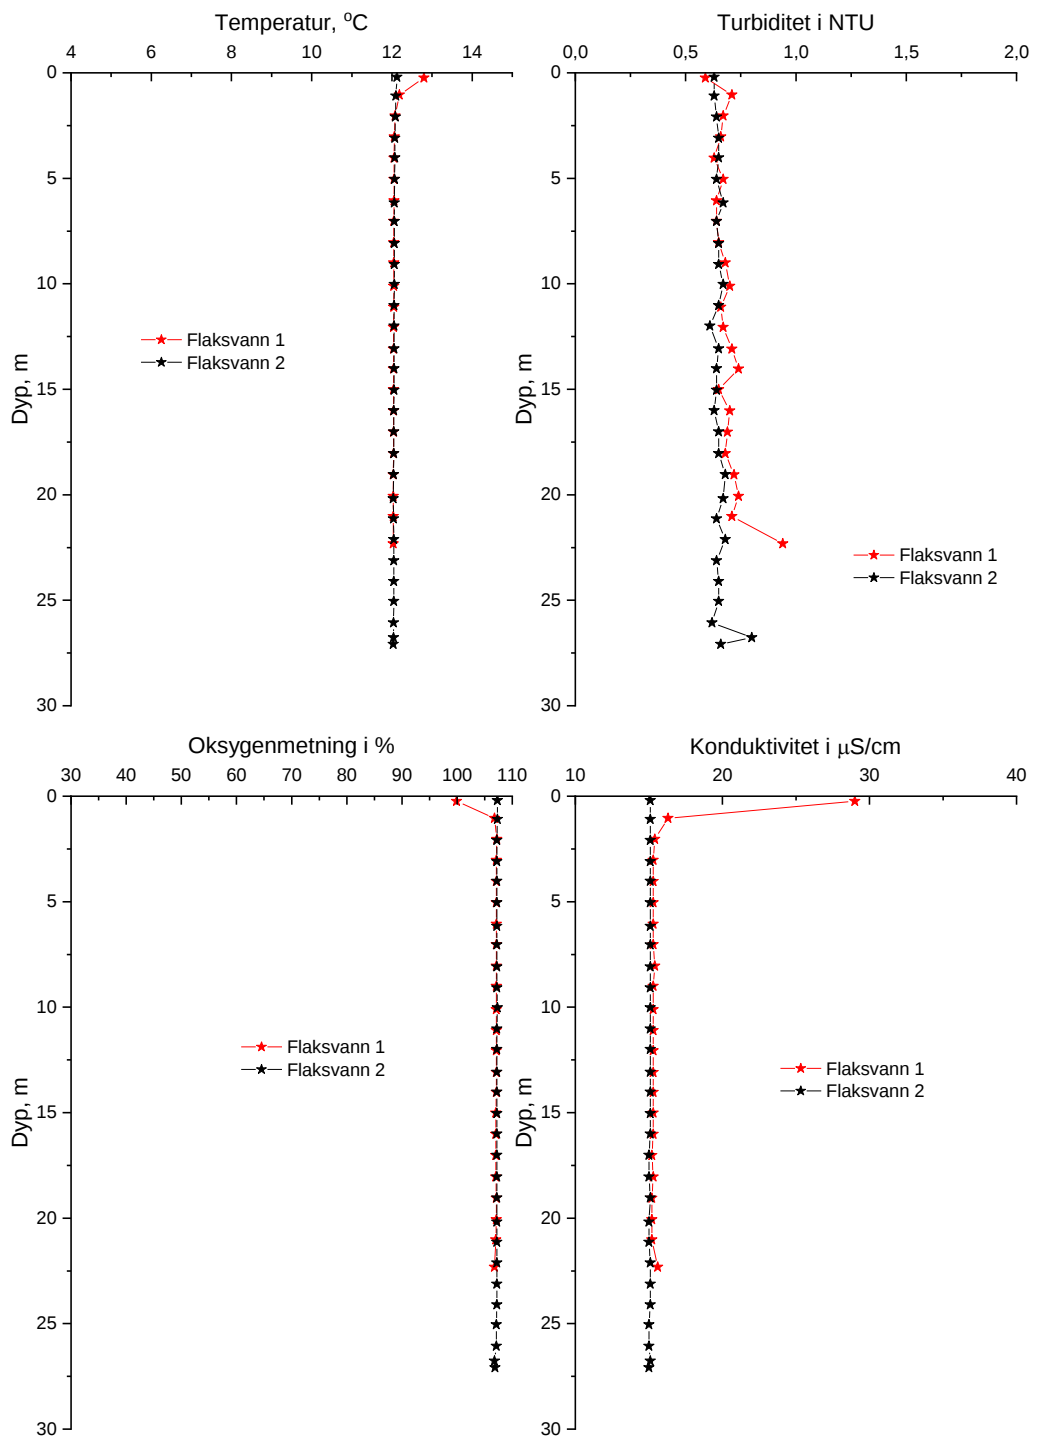 Temperatur, °C
4 6 8 10 12 14
0
5
10
15
20
25
30
Dyp, m
Flaksvann 1
Flaksvann 2
Turbiditet i NTU
0,0 0,5 1,0 1,5 2,0
0
5
10
15
20
25
30
Dyp, m
Flaksvann 1
Flaksvann 2
Oksygenmetning i %
30 40 50 60 70 80 90 100 110
0
5
10
15
20
25
30
Dyp, m
Flaksvann 1
Flaksvann 2
Konduktivitet i μS/cm
10 20 30 40
0
5
10
15
20
25
30
Dyp, m
Flaksvann 1
Flaksvann 2